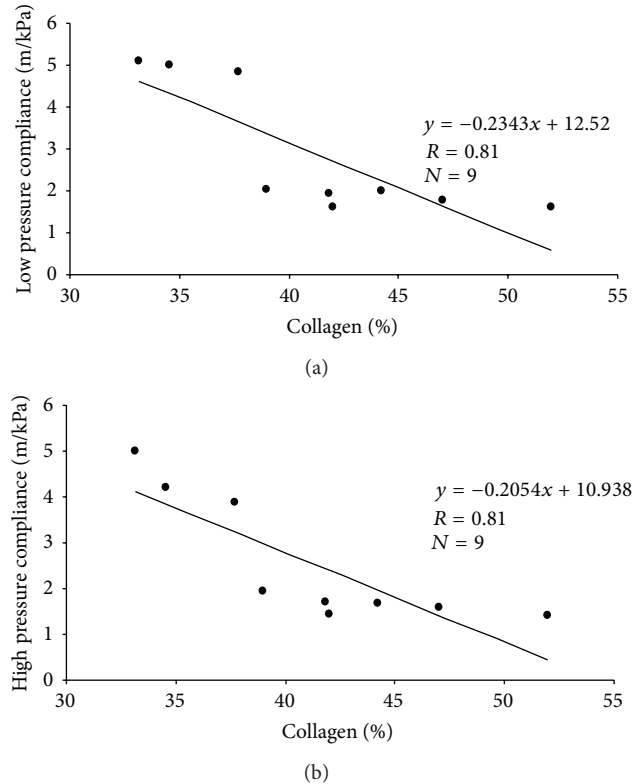 6
5
4
3
2
1
0
Low pressure compliance (m/kPa)
y = −0.2343x + 12.52
R = 0.81
N = 9
30 35 40 45 50 55
Collagen (%)
(a)
6
5
4
3
2
1
0
High pressure compliance (m/kPa)
y = −0.2054x + 10.938
R = 0.81
N = 9
30 35 40 45 50 55
Collagen (%)
(b)